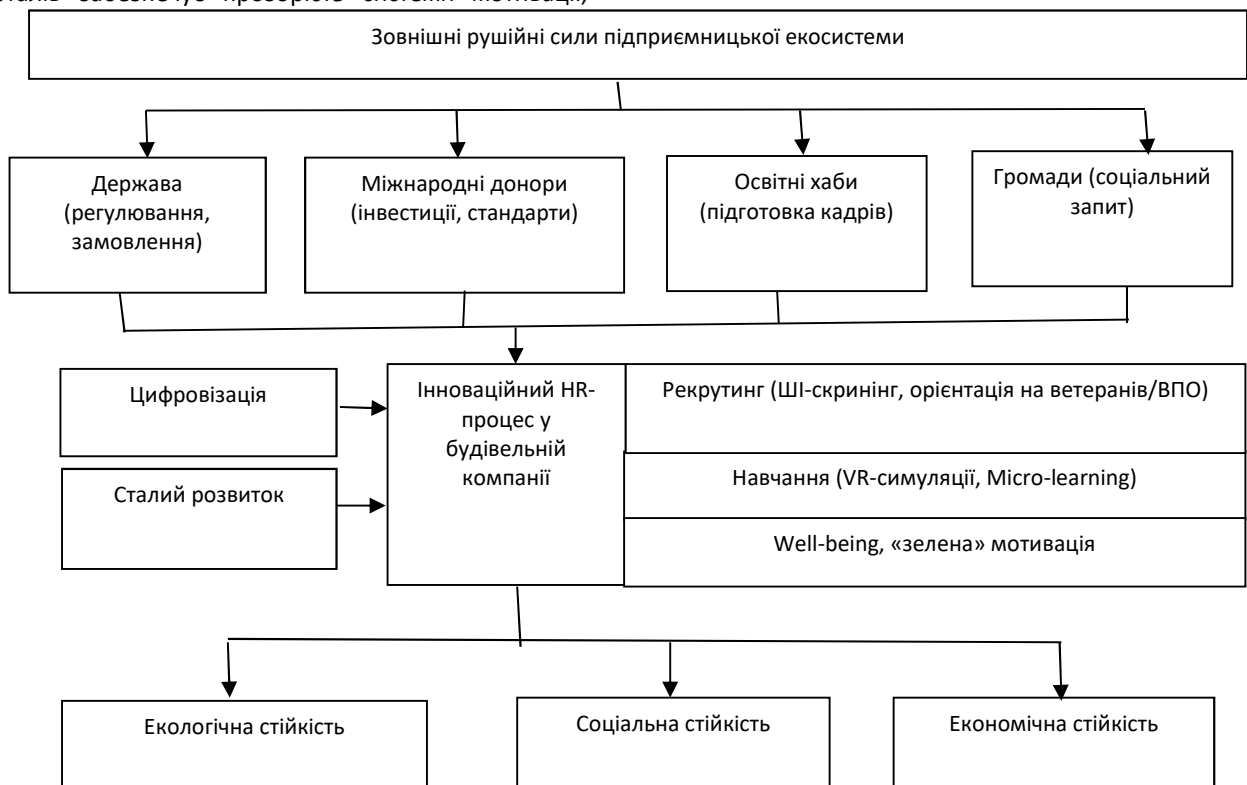 Зовнішні рушійні сили підприємницької екосистеми
Держава
(регулювання,
замовлення)
Міжнародні донори
(інвестиції, стандарти)
Освітні хаби
(підготовка кадрів)
Громади (соціальний
запит)
Цифровізація
Сталий розвиток
Інноваційний HR-
процес у
будівельній
компанії
Рекрутинг (ШІ-скринінг, орієнтація на ветеранів/ВПО)
Навчання (VR-симуляції, Micro-learning)
Well-being, «зелена» мотивація
Екологічна стійкість
Соціальна стійкість
Економічна стійкість